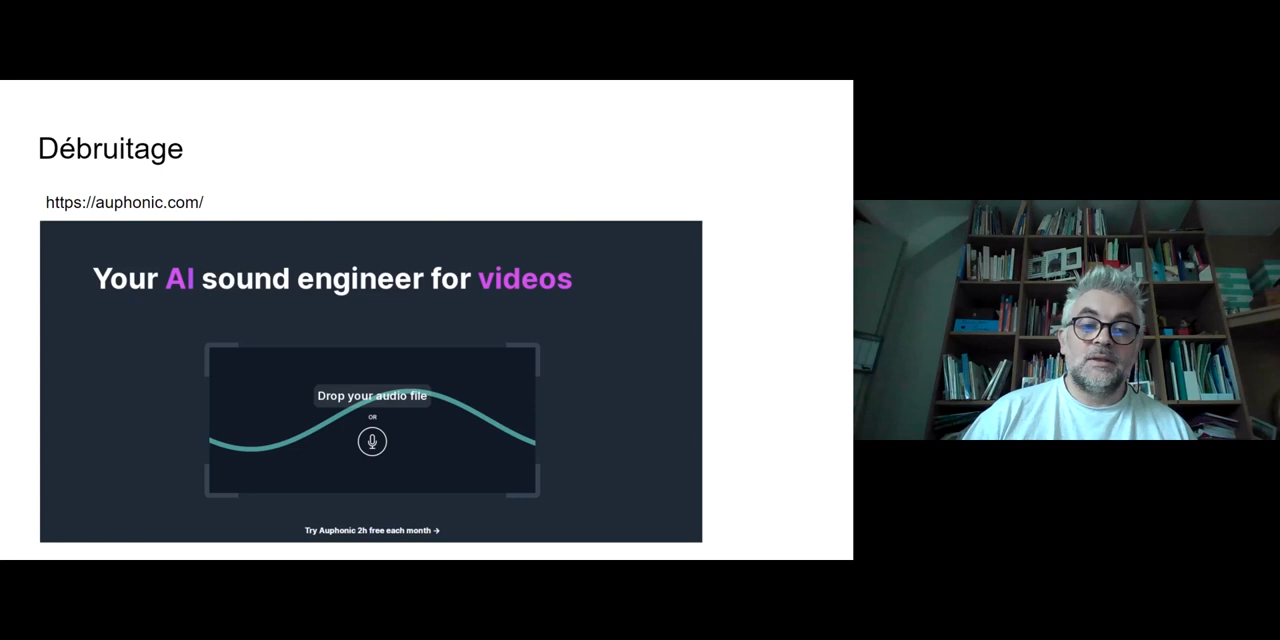 Débruitage
https://auphonic.com/
Your AI sound engineer for videos
Drop your audio file
OR
Try Auphonic 2h free each month →